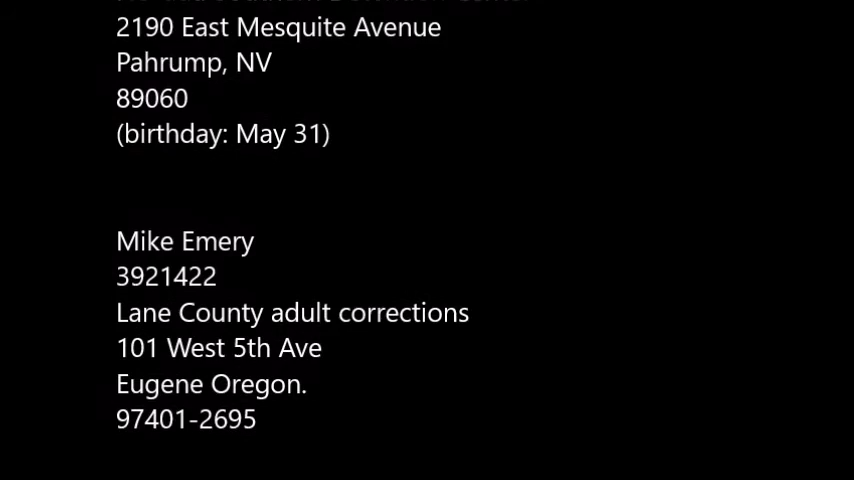 2190 East Mesquite Avenue
Pahrump, NV
89060
(birthday: May 31)
Mike Emery
3921422
Lane County adult corrections
101 West 5th Ave
Eugene Oregon.
97401-2695